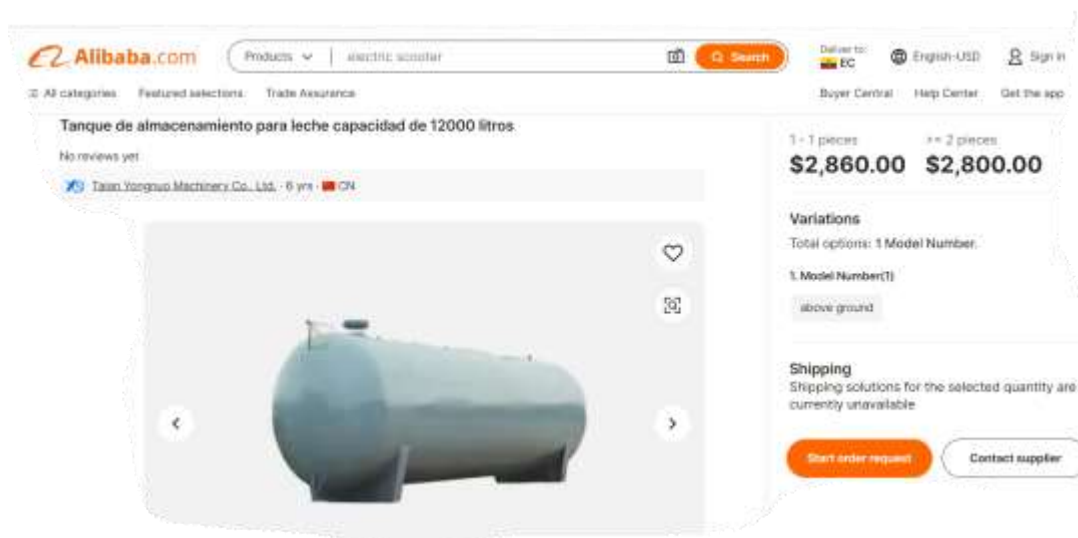 Alibaba.com
Products
electric scooter
Search
Deliver to:
EC
English-USD
Sign in
All categories Featured selections Trade Assurance
Buyer Central Help Center Get the app
Tanque de almacenamiento para leche capacidad de 12000 litros
No reviews yet
Taian Yongnuo Machinery Co., Ltd. · 6 yrs · CN
1 - 1 pieces >= 2 pieces
$2,860.00 $2,800.00
Variations
Total options: 1 Model Number.
1. Model Number(1)
above ground
Shipping
Shipping solutions for the selected quantity are
currently unavailable
Start order request Contact supplier